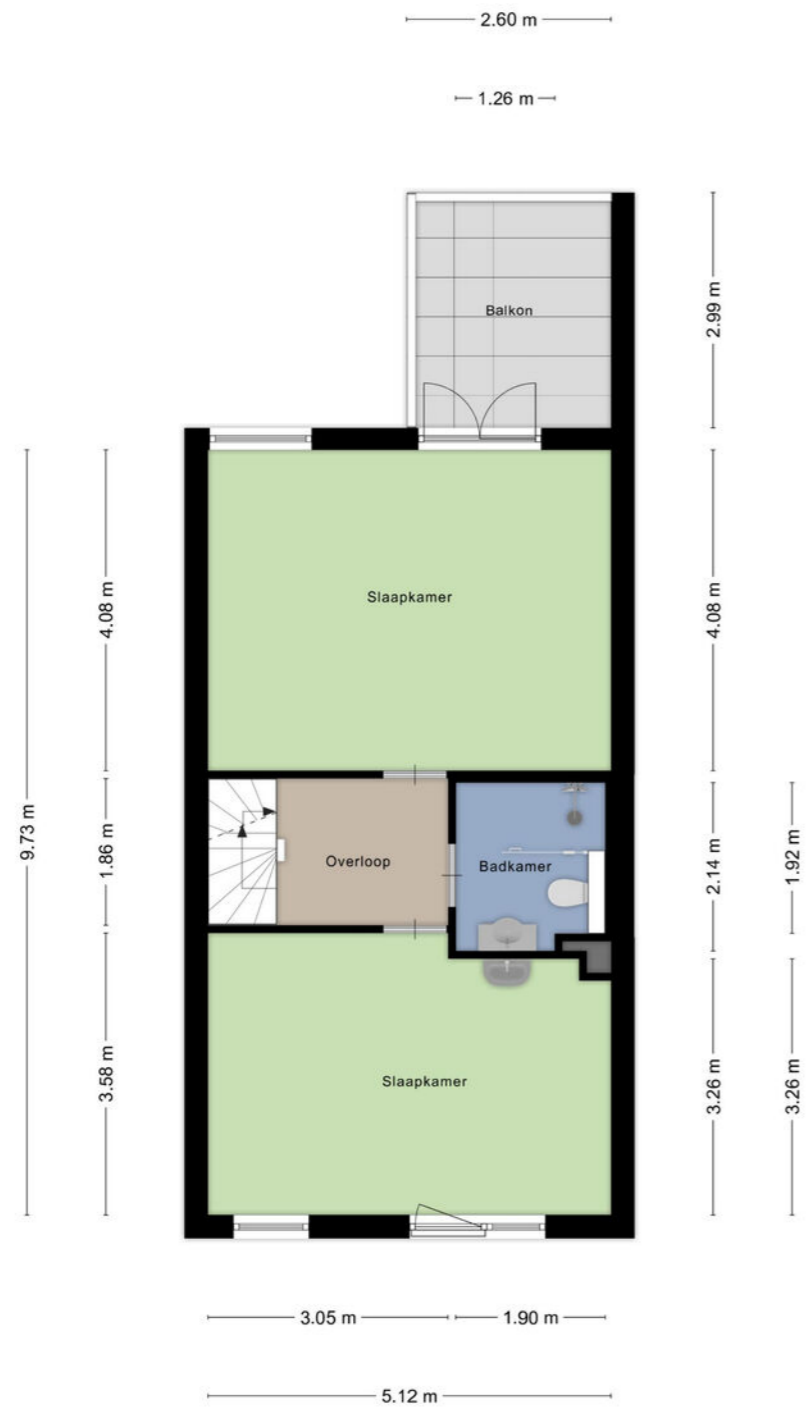 2.60 m
1.26 m
Balkon
2.99 m
Slaapkamer
4.08 m
4.08 m
9.73 m
1.86 m
Overloop
Badkamer
2.14 m
1.92 m
3.58 m
Slaapkamer
3.26 m
3.26 m
3.05 m
1.90 m
5.12 m